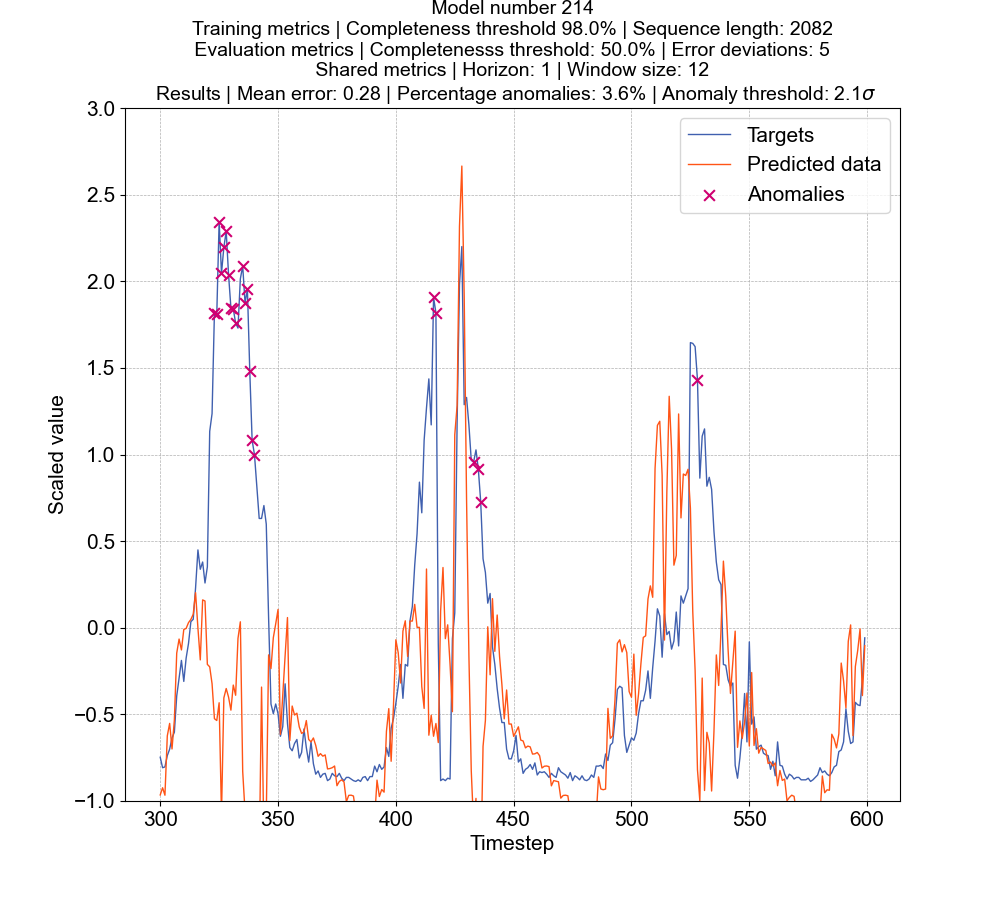 Model number 214
Training metrics | Completeness threshold 98.0% | Sequence length: 2082
Evaluation metrics | Completenesss threshold: 50.0% | Error deviations: 5
Shared metrics | Horizon: 1 | Window size: 12
Results | Mean error: 0.28 | Percentage anomalies: 3.6% | Anomaly threshold: 2.1σ
3.0
2.5
2.0
1.5
1.0
0.5
0.0
−0.5
−1.0
Scaled value
Targets
Predicted data
Anomalies
300
350
400
450
500
550
600
Timestep